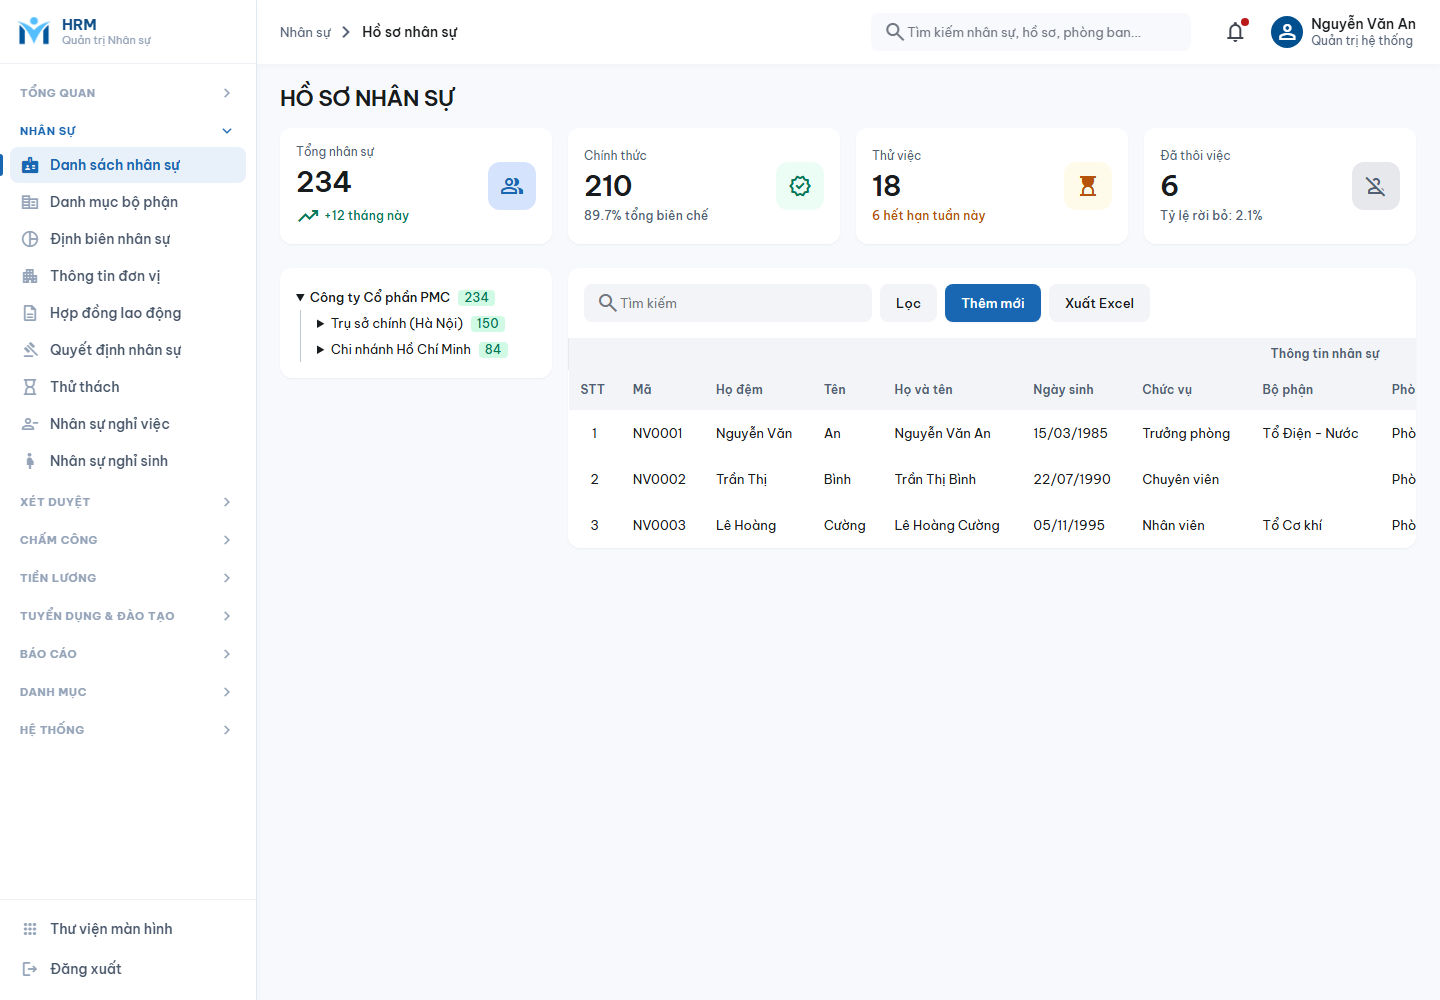 HRM
Quản trị Nhân sự
TỔNG QUAN
NHÂN SỰ
Danh sách nhân sự
Danh mục bộ phận
Định biên nhân sự
Thông tin đơn vị
Hợp đồng lao động
Quyết định nhân sự
Thử thách
Nhân sự nghỉ việc
Nhân sự nghỉ sinh
XÉT DUYỆT
CHẤM CÔNG
TIỀN LƯƠNG
TUYỂN DỤNG & ĐÀO TẠO
BÁO CÁO
DANH MỤC
HỆ THỐNG
Thư viện màn hình
Đăng xuất
Nhân sự Hồ sơ nhân sự
Tìm kiếm nhân sự, hồ sơ, phòng ban...
Nguyễn Văn An
Quản trị hệ thống
HỒ SƠ NHÂN SỰ
Tổng nhân sự
234
+12 tháng này
Chính thức
210
89.7% tổng biên chế
Thử việc
18
6 hết hạn tuần này
Đã thôi việc
6
Tỷ lệ rời bỏ: 2.1%
Công ty Cổ phần PMC 234
Trụ sở chính (Hà Nội) 150
Chi nhánh Hồ Chí Minh 84
Tìm kiếm
Lọc
Thêm mới
Xuất Excel
Thông tin nhân sự
STT Mã Họ đệm Tên Họ và tên Ngày sinh Chức vụ Bộ phận Phò
1 NV0001 Nguyễn Văn An Nguyễn Văn An 15/03/1985 Trưởng phòng Tổ Điện - Nước Phò
2 NV0002 Trần Thị Bình Trần Thị Bình 22/07/1990 Chuyên viên Phò
3 NV0003 Lê Hoàng Cường Lê Hoàng Cường 05/11/1995 Nhân viên Tổ Cơ khí Phò